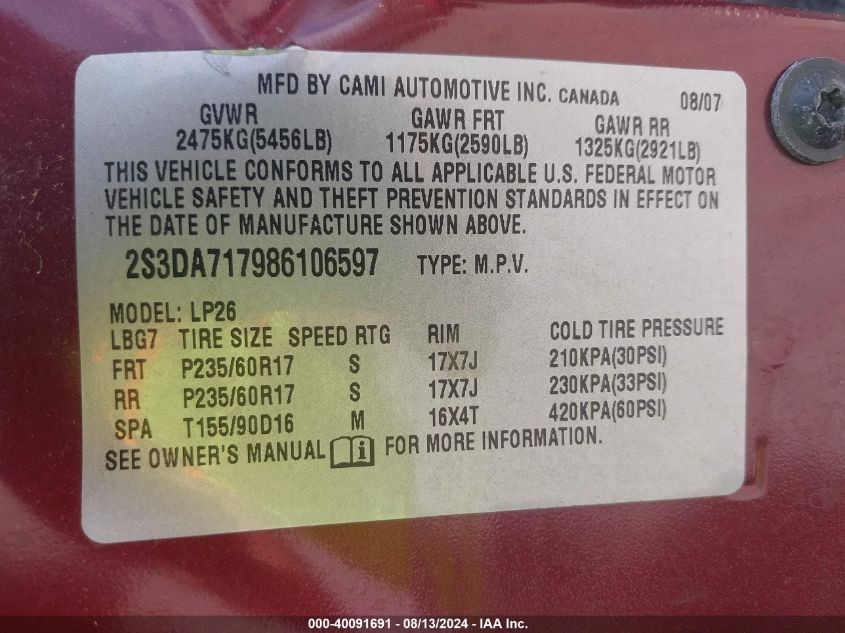 MFD BY CAMI AUTOMOTIVE INC. CANADA 08/07
GVWR GAWR FRT GAWR RR
2475KG(5456LB) 1175KG(2590LB) 1325KG(2921LB)
THIS VEHICLE CONFORMS TO ALL APPLICABLE U.S. FEDERAL MOTOR
VEHICLE SAFETY AND THEFT PREVENTION STANDARDS IN EFFECT ON
THE DATE OF MANUFACTURE SHOWN ABOVE.
2S3DA717986106597 TYPE: M.P.V.
MODEL: LP26
LBG7 TIRE SIZE SPEED RTG RIM COLD TIRE PRESSURE
FRT P235/60R17 S 17X7J 210KPA(30PSI)
RR P235/60R17 S 17X7J 230KPA(33PSI)
SPA T155/90D16 M 16X4T 420KPA(60PSI)
SEE OWNER'S MANUAL i FOR MORE INFORMATION.
000-40091691 - 08/13/2024 - IAA Inc.